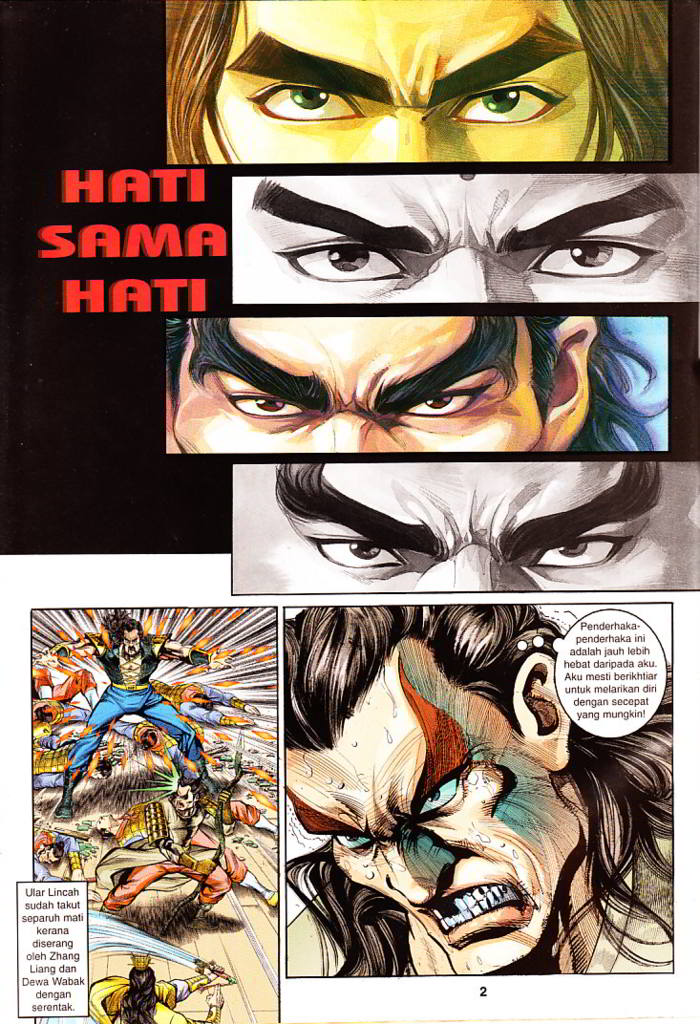 HATI
SAMA
HATI
Penderhaka-
penderhaka ini
adalah jauh lebih
hebat daripada aku.
Aku mesti berikhtiar
untuk melarikan diri
dengan secepat
yang mungkin!
Ular Lincah
sudah takut
separuh mati
kerana
diserang
oleh Zhang
Liang dan
Dewa Wabak
dengan
serentak.
2